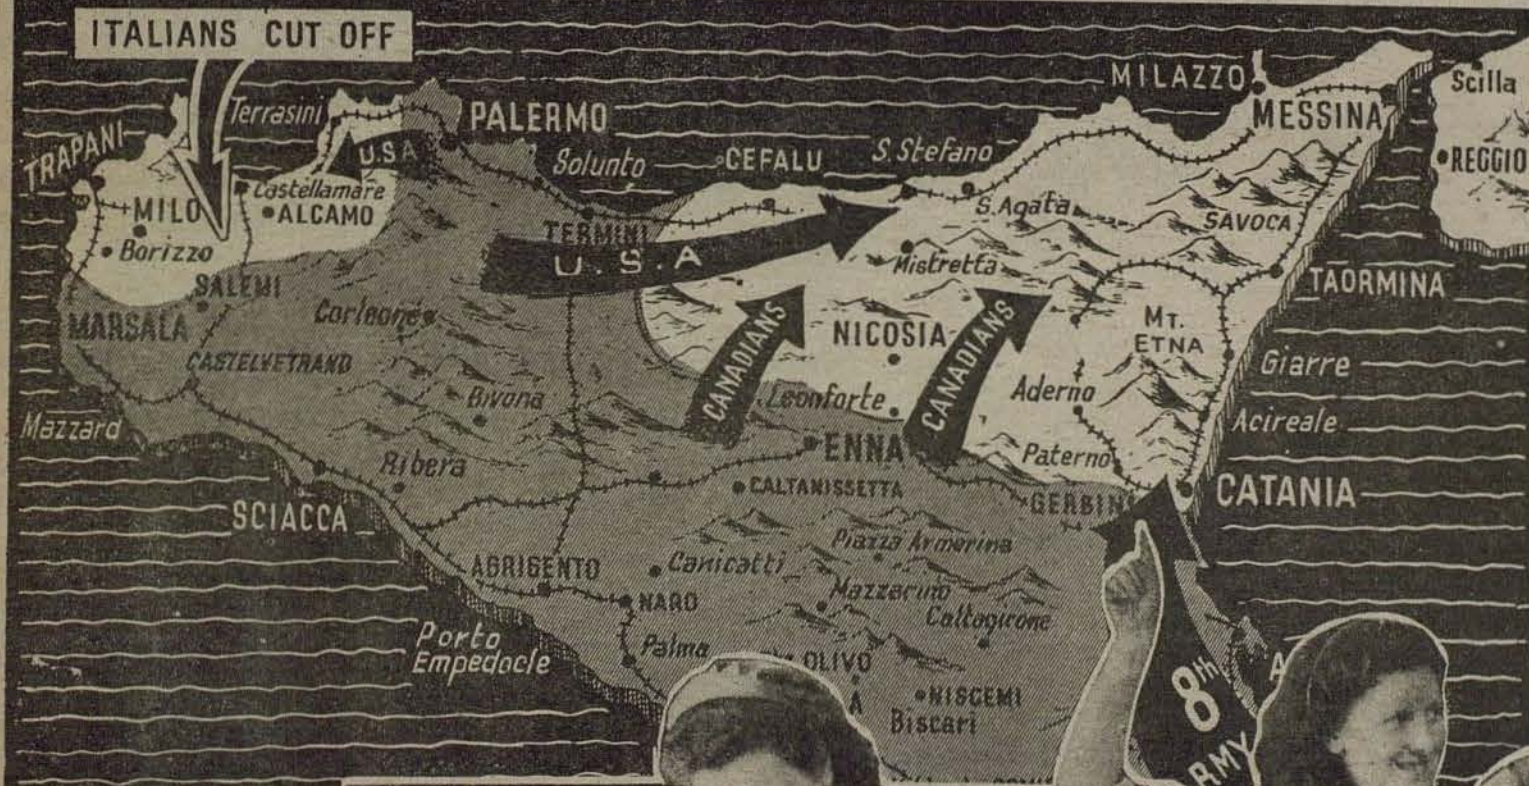 ITALIANS CUT OFF
MILAZZO
MESSINA
Scilla
REGGIO
TRAPANI
Terrasini
PALERMO
Solunto
CEFALU
S. Stefano
U.S.A
Castellamare
ALCAMO
MILO
Borizzo
TERMINI
U.S.A
S. Agata
SAVOCA
Mistretta
TAORMINA
SALEMI
MARSALA
Corleone
CASTELVETRANO
CANADIANS
NICOSIA
CANADIANS
MT.
ETNA
Giarre
Bivona
Leonforte
Aderno
Acireale
Mazzard
Ribera
ENNA
Paterno
CALTANISSETTA
GERBINI
CATANIA
SCIACCA
Piazza Armerina
AGRIGENTO
Canicatti
NARO
Mazzarino
Caltagirone
Porto
Empedocle
Palma
OLIVO
NISCEMI
Biscari
8th
ARMY